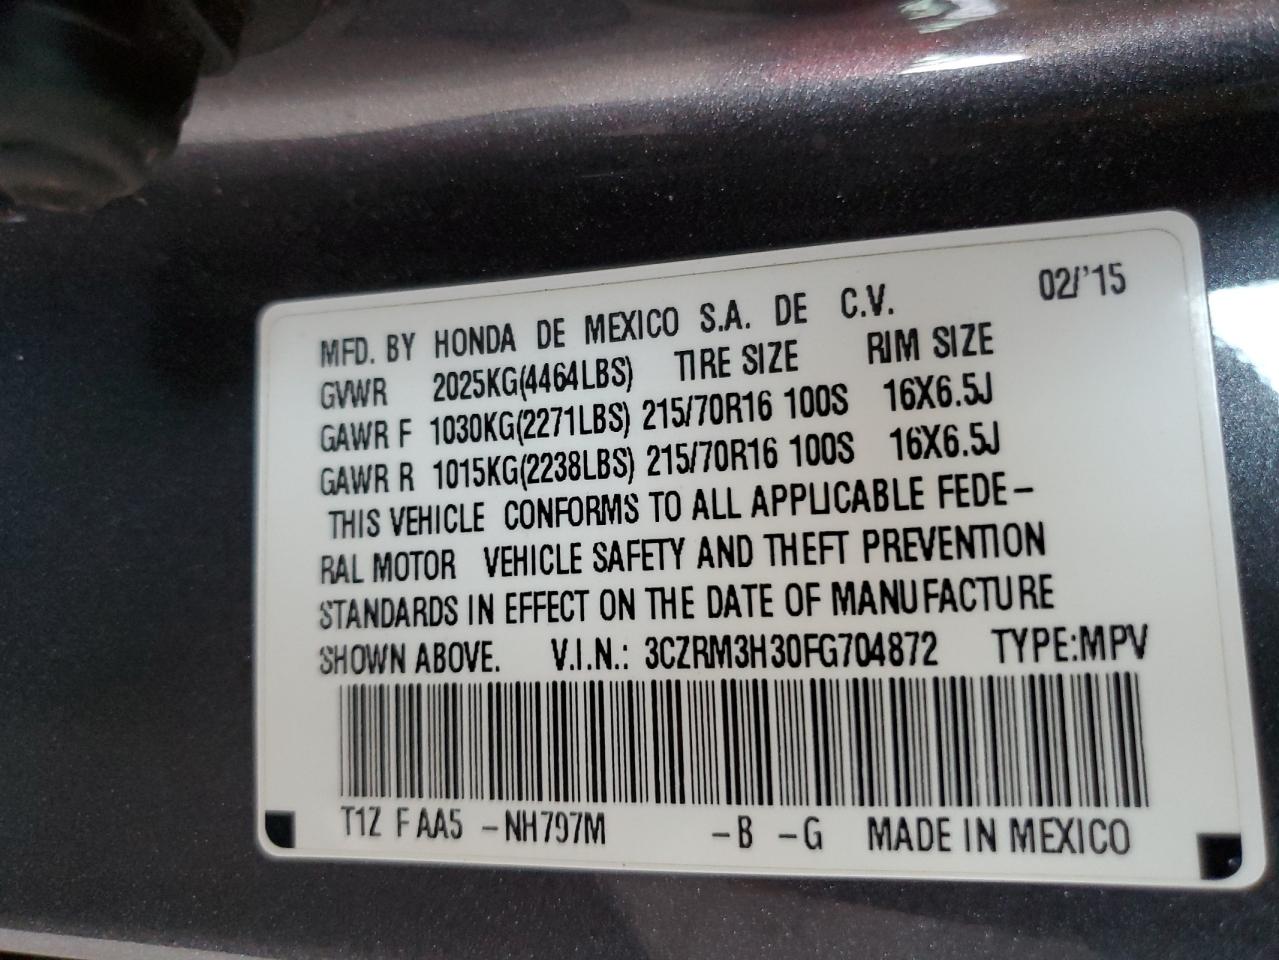 MFD. BY HONDA DE MEXICO S.A. DE C.V. 02/'15
GVWR 2025KG(4464LBS) TIRE SIZE RIM SIZE
GAWR F 1030KG(2271LBS) 215/70R16 100S 16X6.5J
GAWR R 1015KG(2238LBS) 215/70R16 100S 16X6.5J
THIS VEHICLE CONFORMS TO ALL APPLICABLE FEDE-
RAL MOTOR VEHICLE SAFETY AND THEFT PREVENTION
STANDARDS IN EFFECT ON THE DATE OF MANUFACTURE
SHOWN ABOVE. V.I.N.: 3CZRM3H30FG704872 TYPE:MPV
T1Z F AA5 -NH797M -B -G MADE IN MEXICO